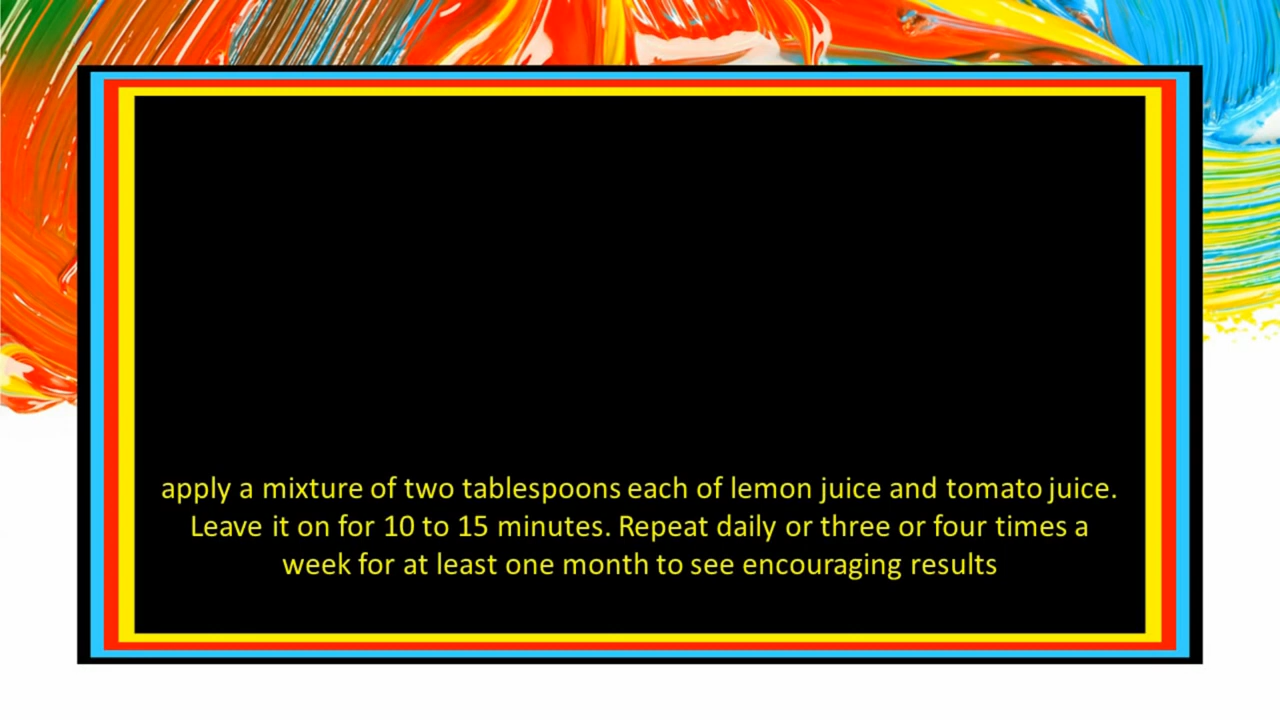 apply a mixture of two tablespoons each of lemon juice and tomato juice.
Leave it on for 10 to 15 minutes. Repeat daily or three or four times a
week for at least one month to see encouraging results